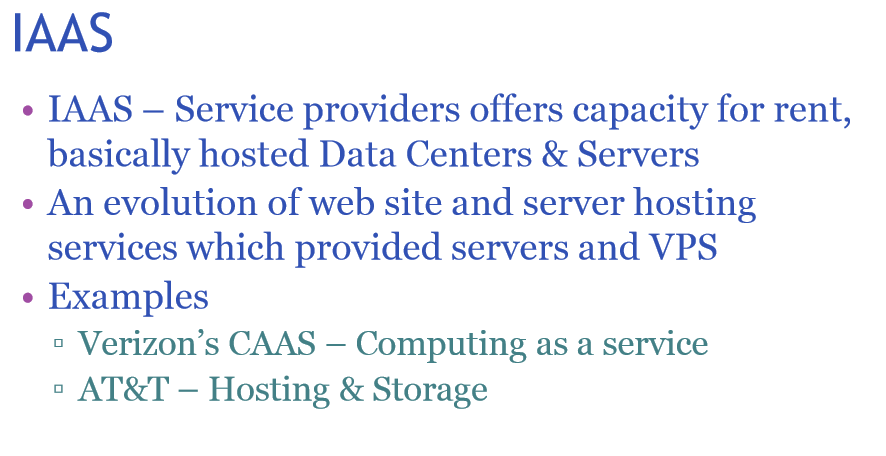 IAAS
• IAAS – Service providers offers capacity for rent,
basically hosted Data Centers & Servers
• An evolution of web site and server hosting
services which provided servers and VPS
• Examples
▫ Verizon’s CAAS – Computing as a service
▫ AT&T – Hosting & Storage